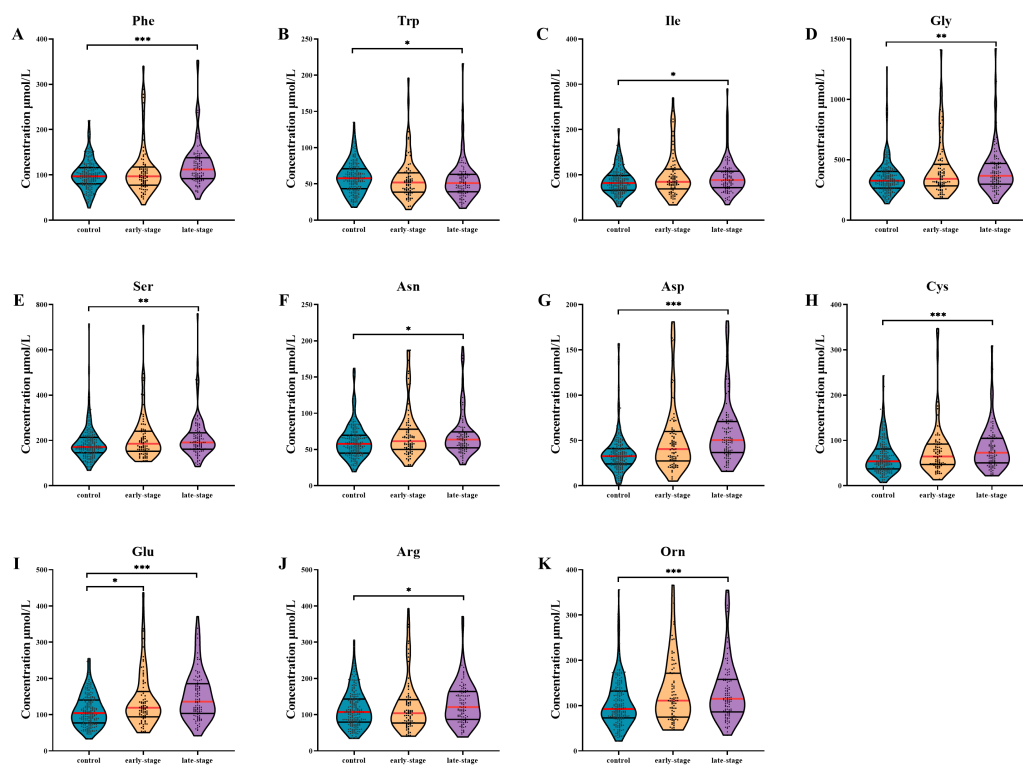 A
Phe
***
Concentration µmol/L
400
300
200
100
0
control early-stage late-stage
B
Trp
*
Concentration µmol/L
250
200
150
100
50
0
control early-stage late-stage
C
Ile
*
Concentration µmol/L
400
300
200
100
0
control early-stage late-stage
D
Gly
**
Concentration µmol/L
1500
1000
500
0
control early-stage late-stage
E
Ser
**
Concentration µmol/L
800
600
400
200
0
control early-stage late-stage
F
Asn
*
Concentration µmol/L
250
200
150
100
50
0
control early-stage late-stage
G
Asp
***
Concentration µmol/L
200
150
100
50
0
control early-stage late-stage
H
Cys
***
Concentration µmol/L
400
300
200
100
0
control early-stage late-stage
I
Glu
***
*
Concentration µmol/L
500
400
300
200
100
0
control early-stage late-stage
J
Arg
*
Concentration µmol/L
500
400
300
200
100
0
control early-stage late-stage
K
Orn
***
Concentration µmol/L
400
300
200
100
0
control early-stage late-stage